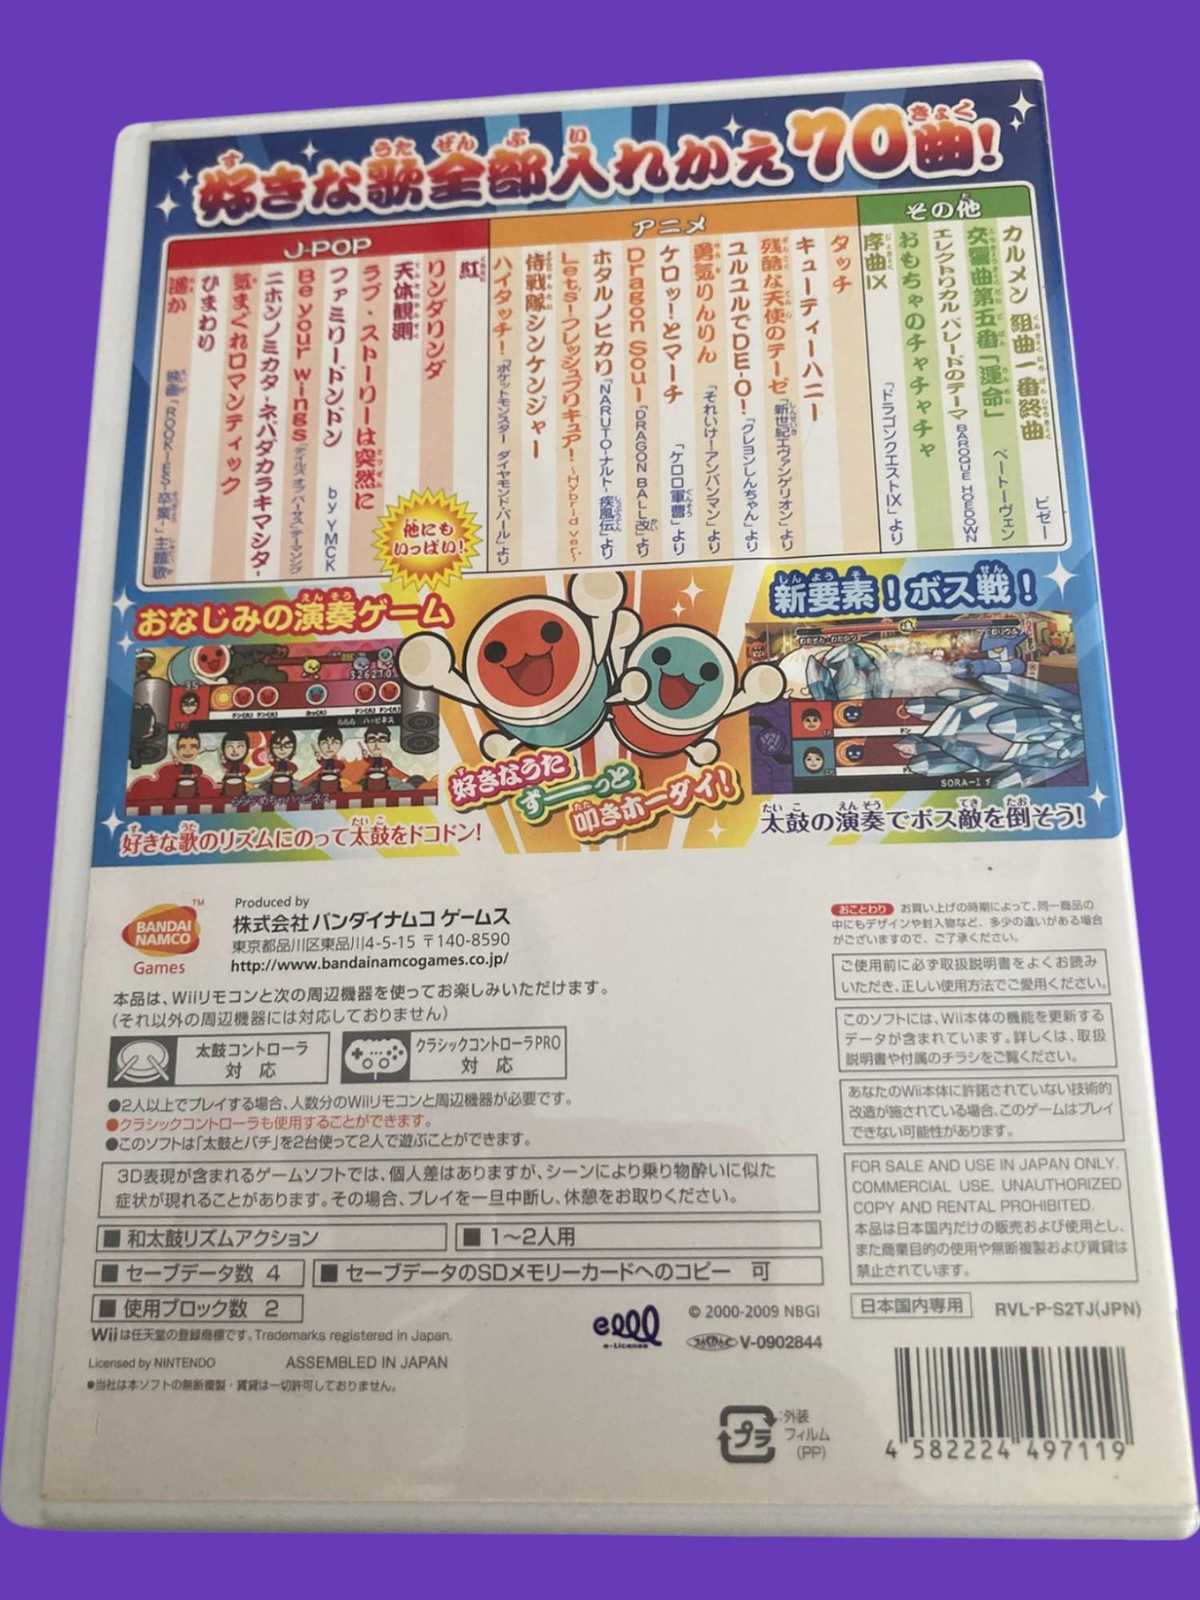 好きな歌全部入れかえ70曲!
J-POP
アニメ
その他
遥か 映画「ROOKIES-卒業-」主題歌
ひまわり
気まぐれロマンティック
ニホンノミカタ-ネバダカラキマシタ-
Be your wings 「テイルズ オブ バーサス」テーマソング
ファミリードンドン by YMCK
ラブ・ストーリーは突然に
天体観測
リンダリンダ
紅
他にもいっぱい!
ハイタッチ! 「ポケットモンスター ダイヤモンド・パール」より
侍戦隊シンケンジャー
Let's!フレッシュプリキュア!~Hybrid ver.~
ホタルノヒカリ 「NARUTO-ナルト-疾風伝」より
Dragon Soul 「DRAGON BALL改」より
ケロッ!とマーチ 「ケロロ軍曹」より
勇気りんりん 「それいけ!アンパンマン」より
ユルユルでDE-O! 「クレヨンしんちゃん」より
残酷な天使のテーゼ 「新世紀エヴァンゲリオン」より
キューティーハニー
タッチ
序曲IX 「ドラゴンクエストIX」より
おもちゃのチャチャチャ
エレクトリカル パレードのテーマ BAROQUE HOEDOWN
交響曲第五番「運命」 ベートーヴェン
カルメン 組曲一番終曲 ビゼー
おなじみの演奏ゲーム
新要素!ボス戦!
326270
ららら ハッピネス
SORA-1
好きなうた
ずーーっと
叩きホーダイ!
好きな歌のリズムにのって太鼓をドコドン!
太鼓の演奏でボス敵を倒そう!
BANDAI
NAMCO
Games
TM
Produced by
株式会社 バンダイナムコ ゲームス
東京都品川区東品川4-5-15 〒140-8590
http://www.bandainamcogames.co.jp/
本品は、Wiiリモコンと次の周辺機器を使ってお楽しみいただけます。
(それ以外の周辺機器には対応しておりません)
太鼓コントローラ
対 応
クラシックコントローラPRO
対 応
●2人以上でプレイする場合、人数分のWiiリモコンと周辺機器が必要です。
●クラシックコントローラも使用することができます。
●このソフトは「太鼓とバチ」を2台使って2人で遊ぶことができます。
3D表現が含まれるゲームソフトでは、個人差はありますが、シーンにより乗り物酔いに似た
症状が現れることがあります。その場合、プレイを一旦中断し、休憩をお取りください。
■ 和太鼓リズムアクション
■ 1~2人用
■ セーブデータ数 4
■ セーブデータのSDメモリーカードへのコピー 可
■ 使用ブロック数 2
Wiiは任天堂の登録商標です。Trademarks registered in Japan.
Licensed by NINTENDO
ASSEMBLED IN JAPAN
●当社は本ソフトの無断複製・賃貸は一切許可しておりません。
e-License
© 2000-2009 NBGI
V-0902844
おことわり お買い上げの時期によって、同一商品の
中にもデザインや封入物など、多少の違いがある場合
がございますので、ご了承ください。
ご使用前に必ず取扱説明書をよくお読み
いただき、正しい使用方法でご愛用ください。
このソフトには、Wii本体の機能を更新する
データが含まれています。詳しくは、取扱
説明書や付属のチラシをご覧ください。
あなたのWii本体に許諾されていない技術的
改造が施されている場合、このゲームはプレイ
できない可能性があります。
FOR SALE AND USE IN JAPAN ONLY.
COMMERCIAL USE, UNAUTHORIZED
COPY AND RENTAL PROHIBITED.
本品は日本国内だけの販売および使用とし、
また商業目的の使用や無断複製および賃貸は
禁止されています。
日本国内専用
RVL-P-S2TJ(JPN)
プラ
:外装
フィルム
(PP)
4 582224 497119